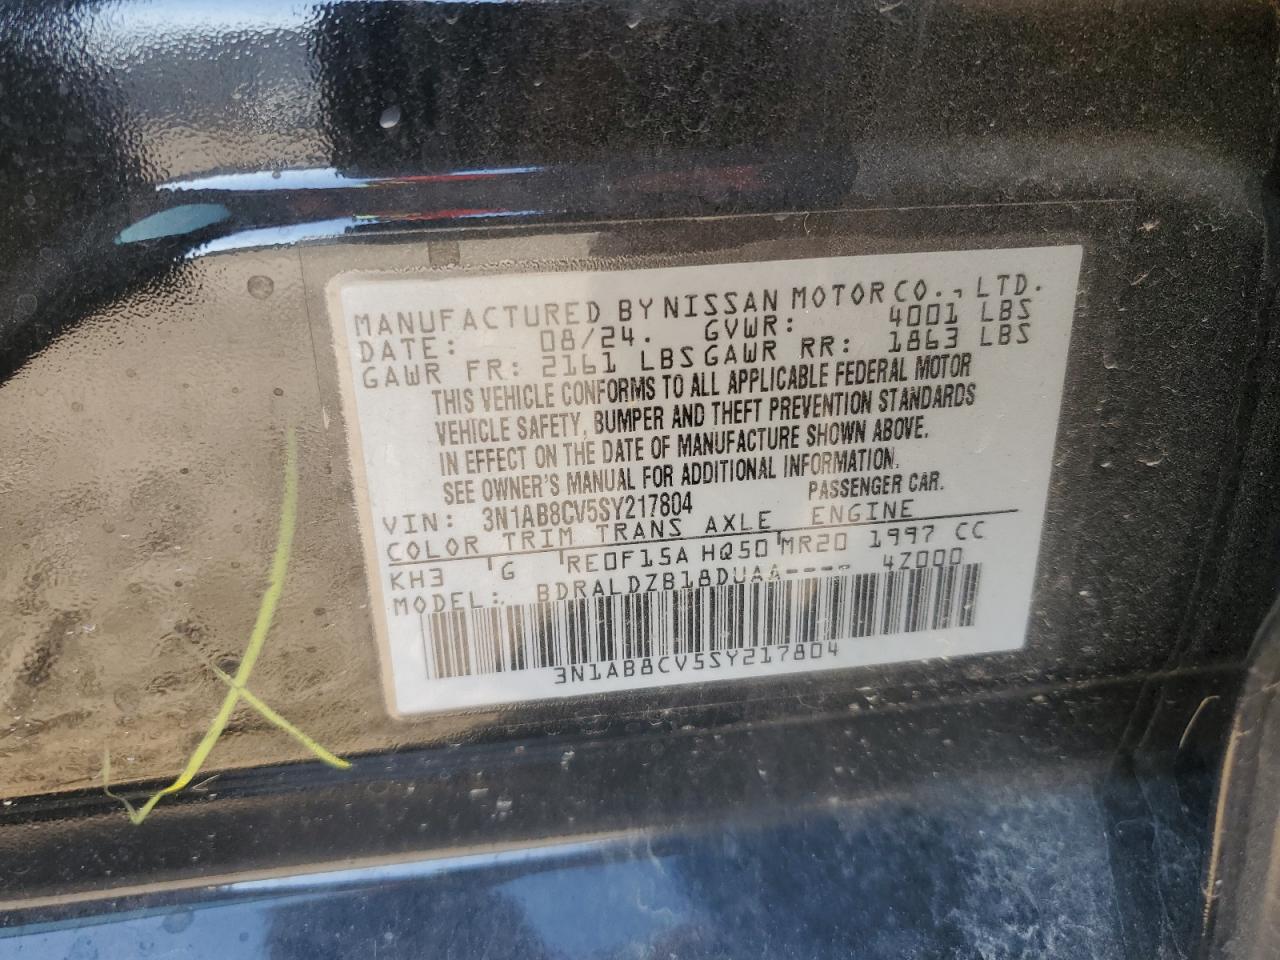 MANUFACTURED BY NISSAN MOTOR CO., LTD.
DATE: 08/24. GVWR: 4001 LBS
GAWR FR: 2161 LBS GAWR RR: 1863 LBS
THIS VEHICLE CONFORMS TO ALL APPLICABLE FEDERAL MOTOR
VEHICLE SAFETY, BUMPER AND THEFT PREVENTION STANDARDS
IN EFFECT ON THE DATE OF MANUFACTURE SHOWN ABOVE.
SEE OWNER'S MANUAL FOR ADDITIONAL INFORMATION.
VIN: 3N1AB8CV5SY217804 PASSENGER CAR.
COLOR TRIM TRANS AXLE ENGINE
KH3 G RE0F15A HQ50 MR20 1997 CC
MODEL: BDRALDZB18DUAA---- 4Z000
3N1AB8CV5SY217804